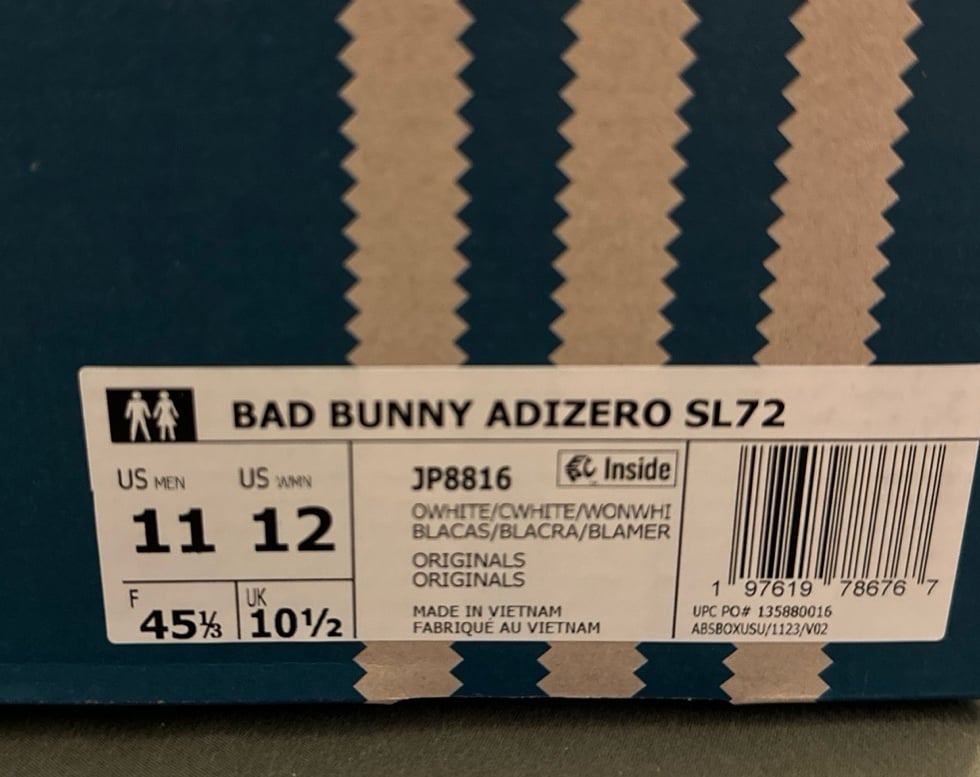 BAD BUNNY ADIZERO SL72
US MEN
US WMN
11
12
F
45⅓
UK
10½
JP8816
Inside
OWHITE/CWHITE/WONWHI
BLACAS/BLACRA/BLAMER
ORIGINALS
ORIGINALS
MADE IN VIETNAM
FABRIQUÉ AU VIETNAM
1 97619 78676 7
UPC PO# 135880016
ABSBOXUSU/1123/V02